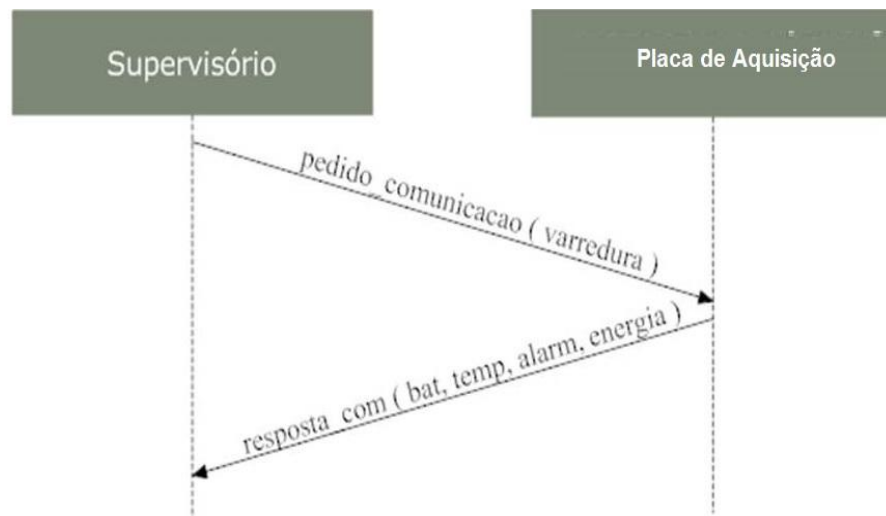 Supervisório
Placa de Aquisição
pedido_comunicacao ( varredura )
resposta_com ( bat, temp, alarm, energia )